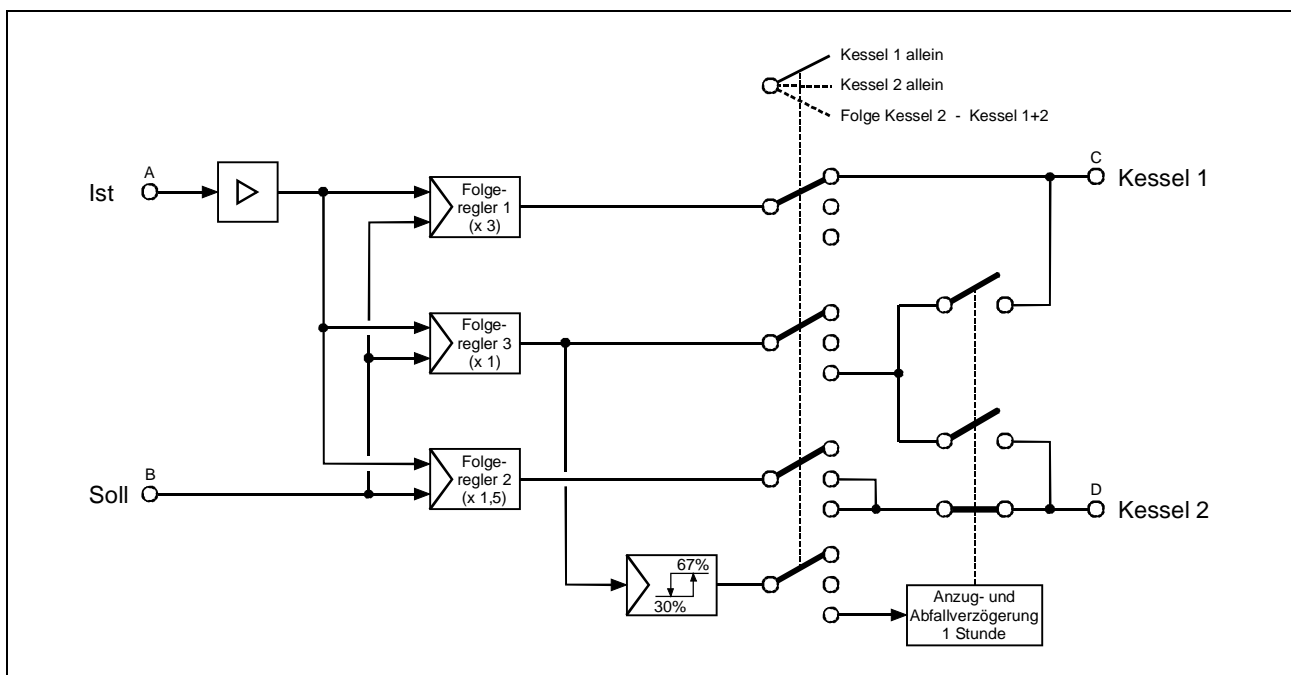 Kessel 1 allein
Kessel 2 allein
Folge Kessel 2 - Kessel 1+2
A
Ist
C
Kessel 1
Folge-
regler 1
(x 3)
Folge-
regler 3
(x 1)
Folge-
regler 2
(x 1,5)
B
Soll
D
Kessel 2
67%
30%
Anzug- und
Abfallverzögerung
1 Stunde